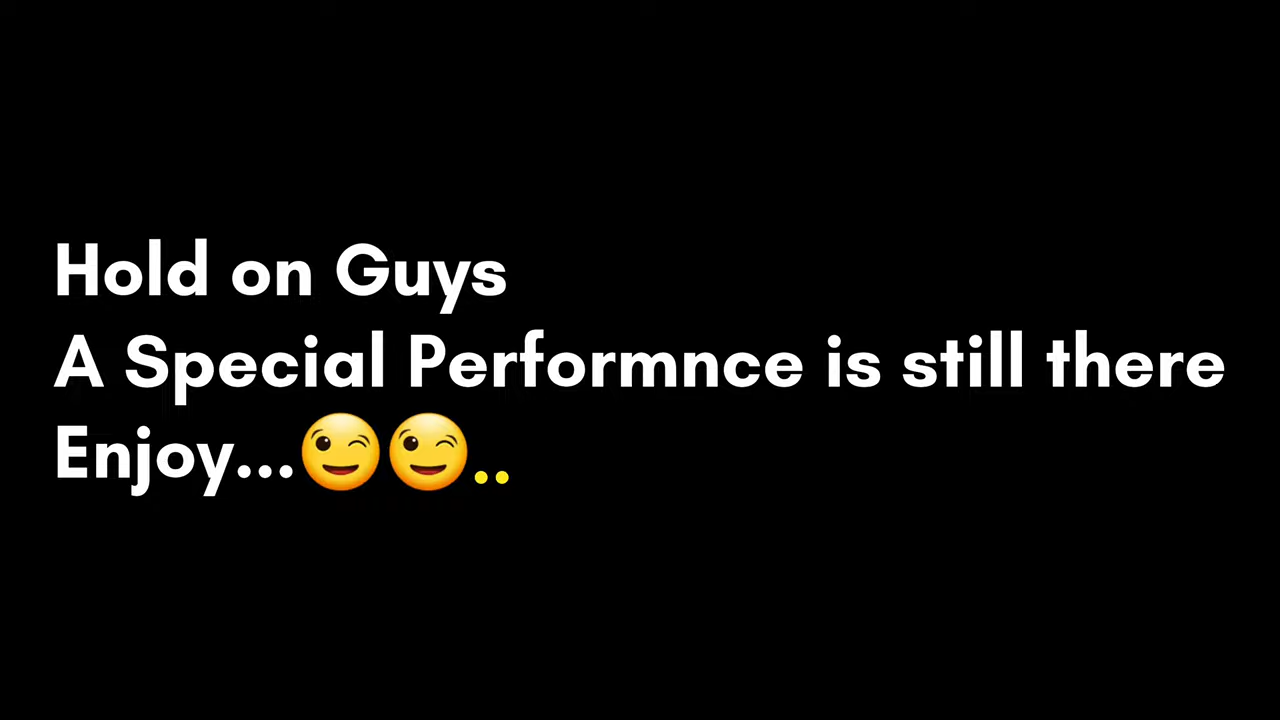 Hold on Guys
A Special Performnce is still there
Enjoy...😉😉..